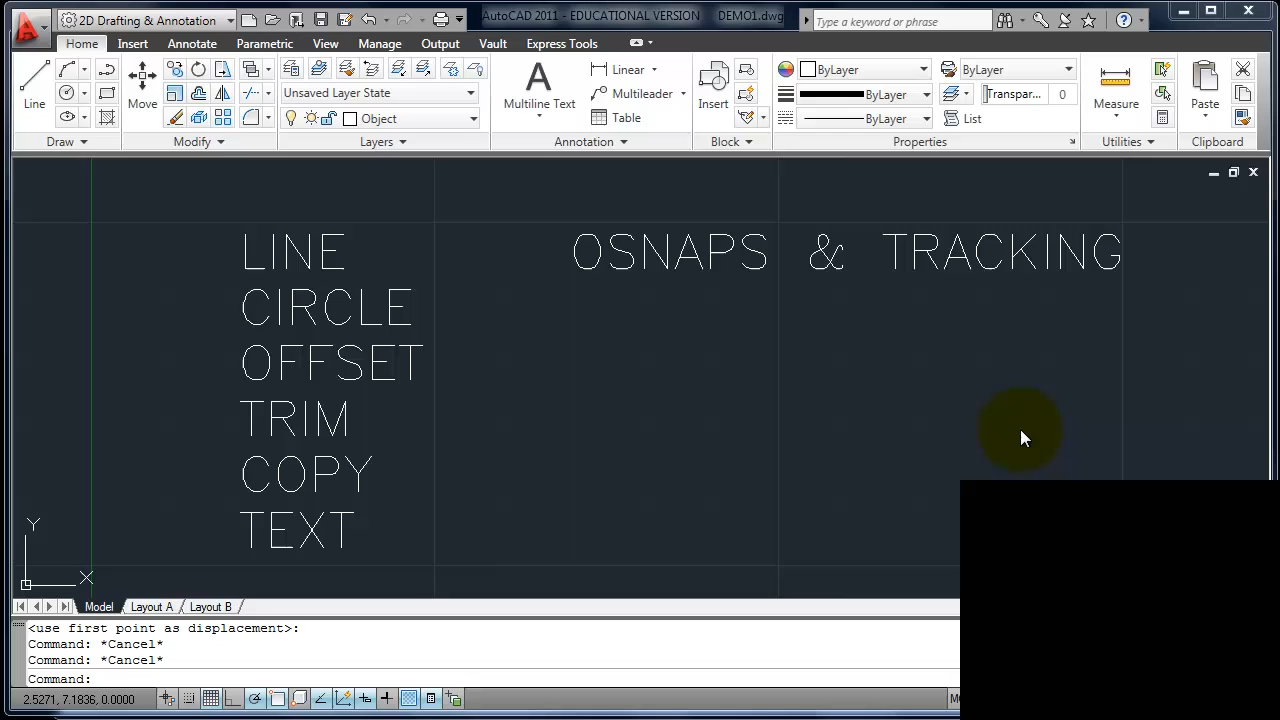 2D Drafting & Annotation
AutoCAD 2011 - EDUCATIONAL VERSION DEMO1.dwg
Type a keyword or phrase
Home Insert Annotate Parametric View Manage Output Vault Express Tools
Line
Move
Unsaved Layer State
Object
Multiline Text
Linear
Multileader
Table
Insert
ByLayer
ByLayer
ByLayer
ByLayer
Transpar... 0
List
Measure
Paste
Draw Modify Layers Annotation Block Properties Utilities Clipboard
LINE OSNAPS & TRACKING
CIRCLE
OFFSET
TRIM
COPY
TEXT
Y
X
Model Layout A Layout B
<use first point as displacement>:
Command: *Cancel*
Command: *Cancel*
Command:
2.5271, 7.1836, 0.0000